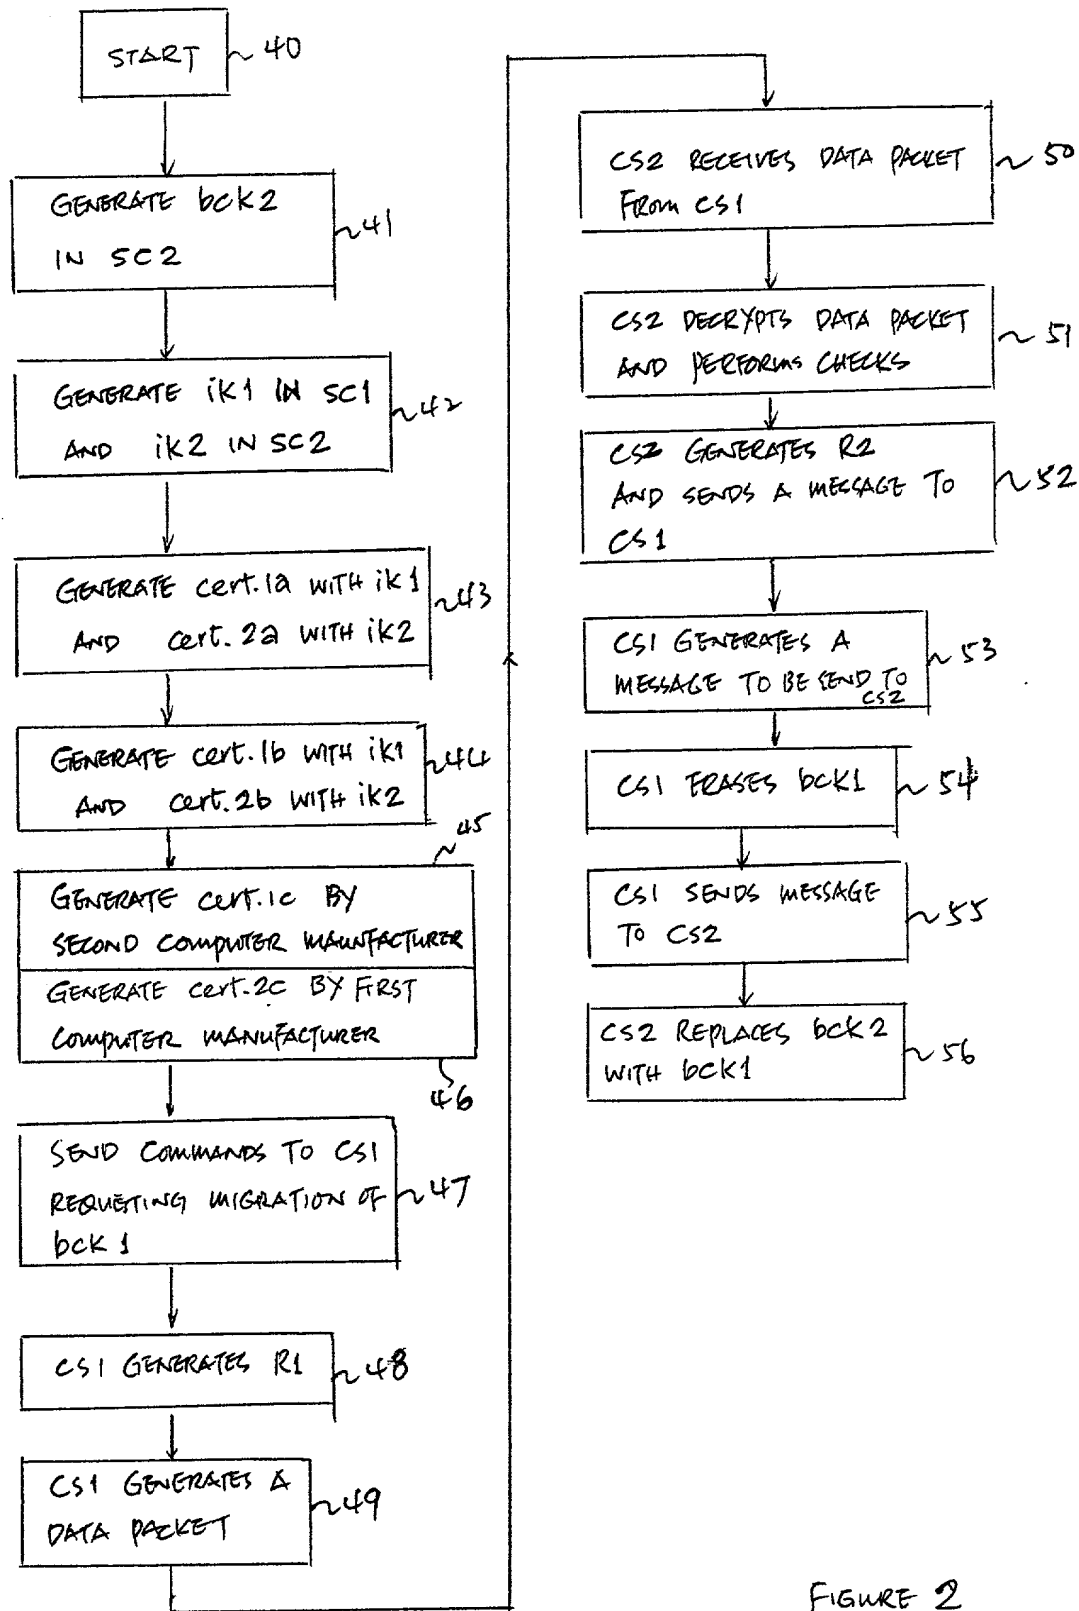 START
40
GENERATE bck2
IN SC2
41
GENERATE ik1 IN SC1
AND ik2 IN SC2
42
GENERATE cert.1a WITH ik1
AND cert.2a WITH ik2
43
GENERATE cert.1b WITH ik1
AND cert.2b WITH ik2
44
45
GENERATE cert.1c BY
SECOND COMPUTER MAUNFACTURER
GENERATE cert.2c BY FIRST
COMPUTER MANUFACTURER
46
SEND COMMANDS TO CS1
REQUESTING MIGRATION OF
bck 1
47
CS1 GENERATES R1
48
CS1 GENERATES A
DATA PACKET
49
CS2 RECEIVES DATA PACKET
FROM CS1
50
CS2 DECRYPTS DATA PACKET
AND PERFORMS CHECKS
51
CS2 GENERATES R2
AND SENDS A MESSAGE TO
CS1
52
CS1 GENERATES A
MESSAGE TO BE SEND TO
CS2
53
CS1 ERASES bck1
54
CS1 SENDS MESSAGE
TO CS2
55
CS2 REPLACES bck2
WITH bck1
56
FIGURE 2